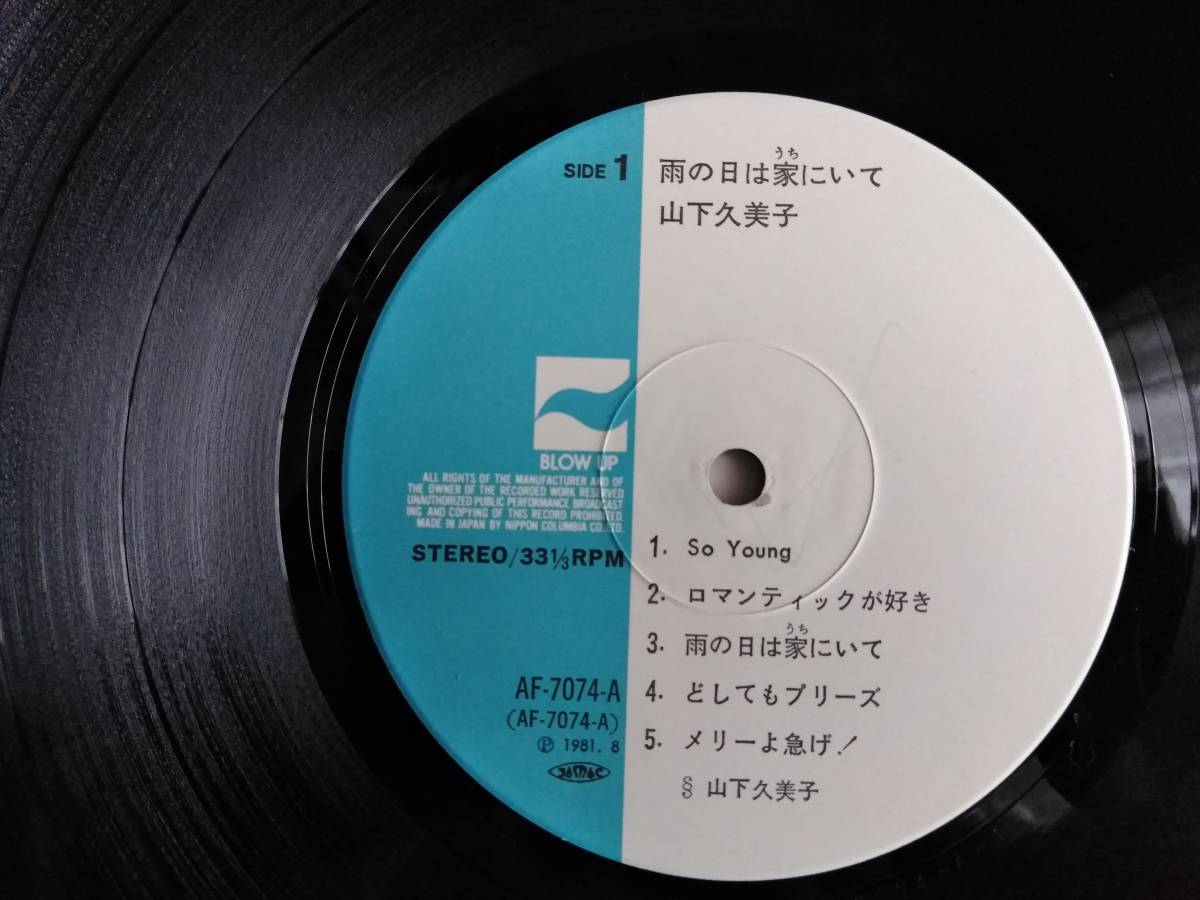 SIDE 1
うち
雨の日は家にいて
山下久美子
BLOW UP
ALL RIGHTS OF THE MANUFACTURER AND OF
THE OWNER OF THE RECORDED WORK RESERVED
UNAUTHORIZED PUBLIC PERFORMANCE BROADCAST
ING AND COPYING OF THIS RECORD PROHIBITED.
MADE IN JAPAN BY NIPPON COLUMBIA CO.LTD.
STEREO/33 1/3 RPM
1. So Young
2. ロマンティックが好き
うち
3. 雨の日は家にいて
4. どしてもプリーズ
5. メリーよ急げ!
§ 山下久美子
AF-7074-A
(AF-7074-A)
Ⓟ 1981. 8
JASRAC